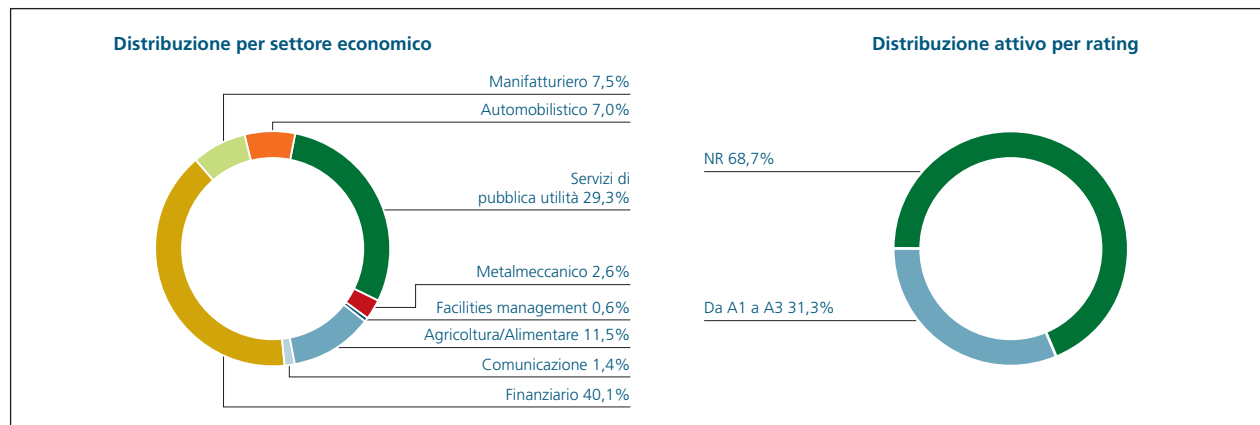 Distribuzione per settore economico
Manifatturiero 7,5%
Automobilistico 7,0%
Servizi di
pubblica utilità 29,3%
Metalmeccanico 2,6%
Facilities management 0,6%
Agricoltura/Alimentare 11,5%
Comunicazione 1,4%
Finanziario 40,1%
Distribuzione attivo per rating
NR 68,7%
Da A1 a A3 31,3%